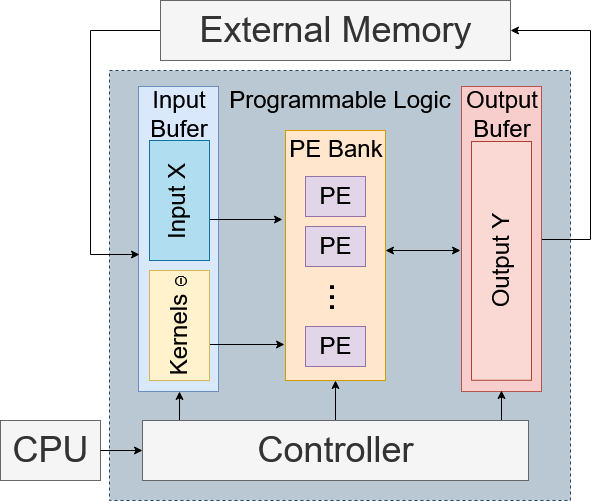 External Memory
Input
Bufer
Programmable Logic
Output
Bufer
PE Bank
Input X
PE
PE
...
PE
Kernels Θ
Output Y
CPU
Controller